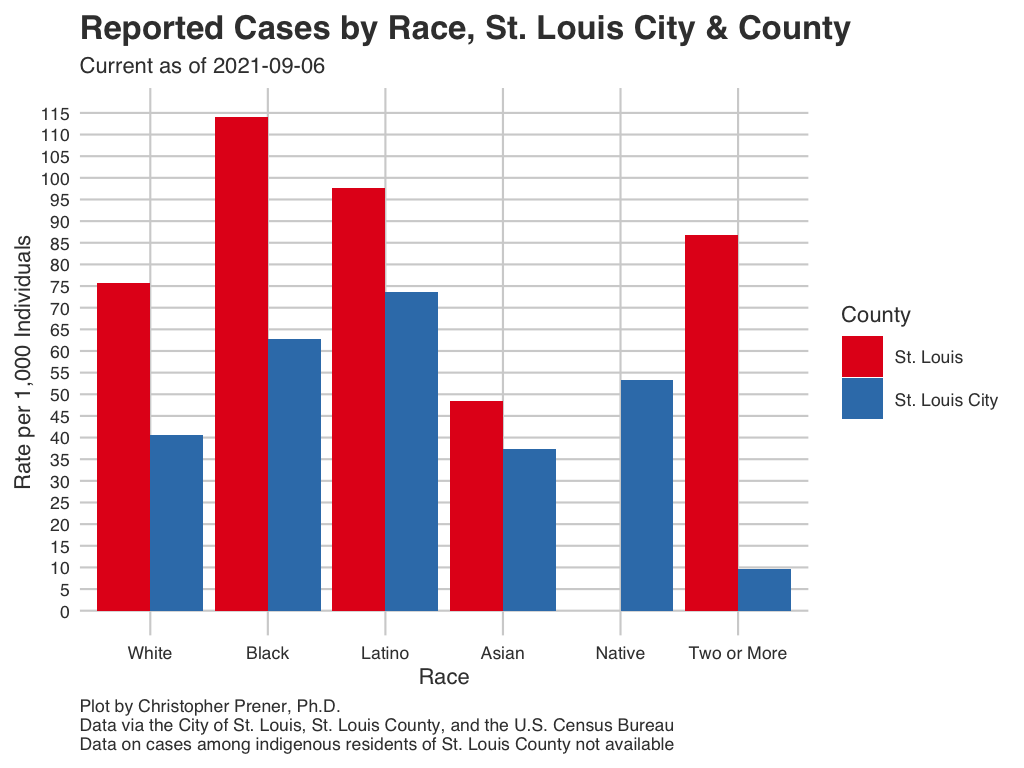 Reported Cases by Race, St. Louis City & County
Current as of 2021-09-06
Rate per 1,000 Individuals
115
110
105
100
95
90
85
80
75
70
65
60
55
50
45
40
35
30
25
20
15
10
5
0
White Black Latino Asian Native Two or More
Race
County
St. Louis
St. Louis City
Plot by Christopher Prener, Ph.D.
Data via the City of St. Louis, St. Louis County, and the U.S. Census Bureau
Data on cases among indigenous residents of St. Louis County not available